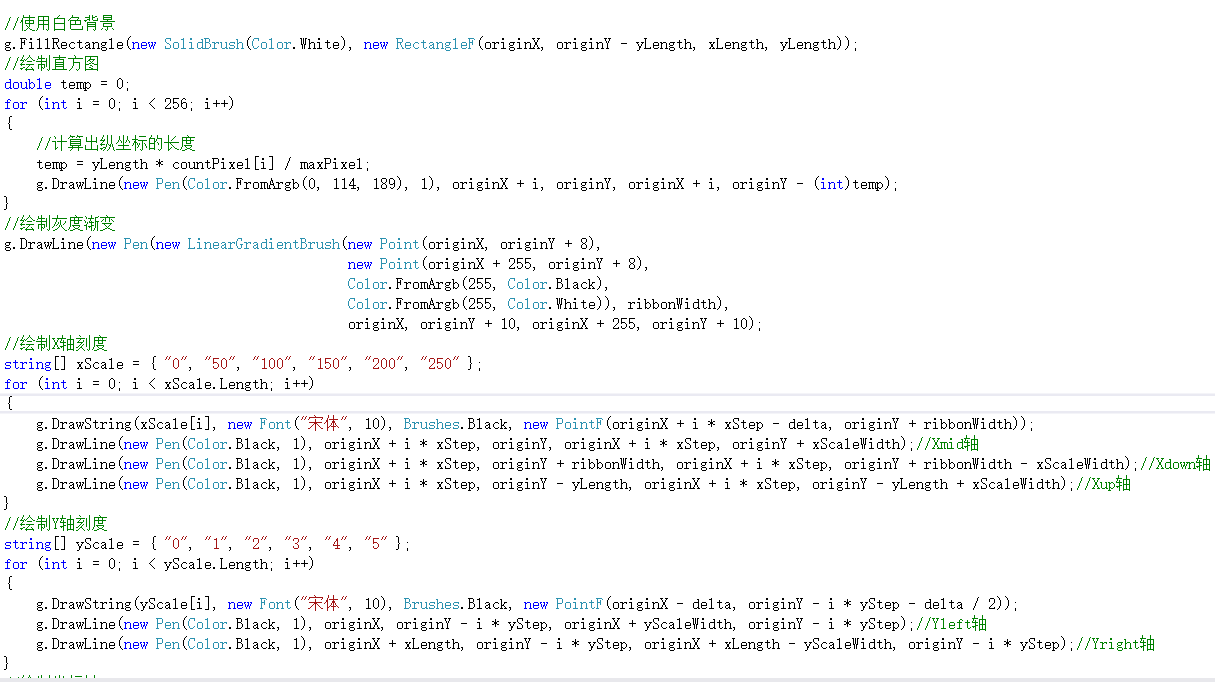 //使用白色背景
g.FillRectangle(new SolidBrush(Color.White), new RectangleF(originX, originY - yLength, xLength, yLength));
//绘制直方图
double temp = 0;
for (int i = 0; i < 256; i++)
{
    //计算出纵坐标的长度
    temp = yLength * countPixel[i] / maxPixel;
    g.DrawLine(new Pen(Color.FromArgb(0, 114, 189), 1), originX + i, originY, originX + i, originY - (int)temp);
}
//绘制灰度渐变
g.DrawLine(new Pen(new LinearGradientBrush(new Point(originX, originY + 8),
                                           new Point(originX + 255, originY + 8),
                                           Color.FromArgb(255, Color.Black),
                                           Color.FromArgb(255, Color.White)), ribbonWidth),
                                           originX, originY + 10, originX + 255, originY + 10);
//绘制X轴刻度
string[] xScale = { "0", "50", "100", "150", "200", "250" };
for (int i = 0; i < xScale.Length; i++)
{
    g.DrawString(xScale[i], new Font("宋体", 10), Brushes.Black, new PointF(originX + i * xStep - delta, originY + ribbonWidth));
    g.DrawLine(new Pen(Color.Black, 1), originX + i * xStep, originY, originX + i * xStep, originY + xScaleWidth);//Xmid轴
    g.DrawLine(new Pen(Color.Black, 1), originX + i * xStep, originY + ribbonWidth, originX + i * xStep, originY + ribbonWidth - xScaleWidth);//Xdown轴
    g.DrawLine(new Pen(Color.Black, 1), originX + i * xStep, originY - yLength, originX + i * xStep, originY - yLength + xScaleWidth);//Xup轴
}
//绘制Y轴刻度
string[] yScale = { "0", "1", "2", "3", "4", "5" };
for (int i = 0; i < yScale.Length; i++)
{
    g.DrawString(yScale[i], new Font("宋体", 10), Brushes.Black, new PointF(originX - delta, originY - i * yStep - delta / 2));
    g.DrawLine(new Pen(Color.Black, 1), originX, originY - i * yStep, originX + yScaleWidth, originY - i * yStep);//Yleft轴
    g.DrawLine(new Pen(Color.Black, 1), originX + xLength, originY - i * yStep, originX + xLength - yScaleWidth, originY - i * yStep);//Yright轴
}